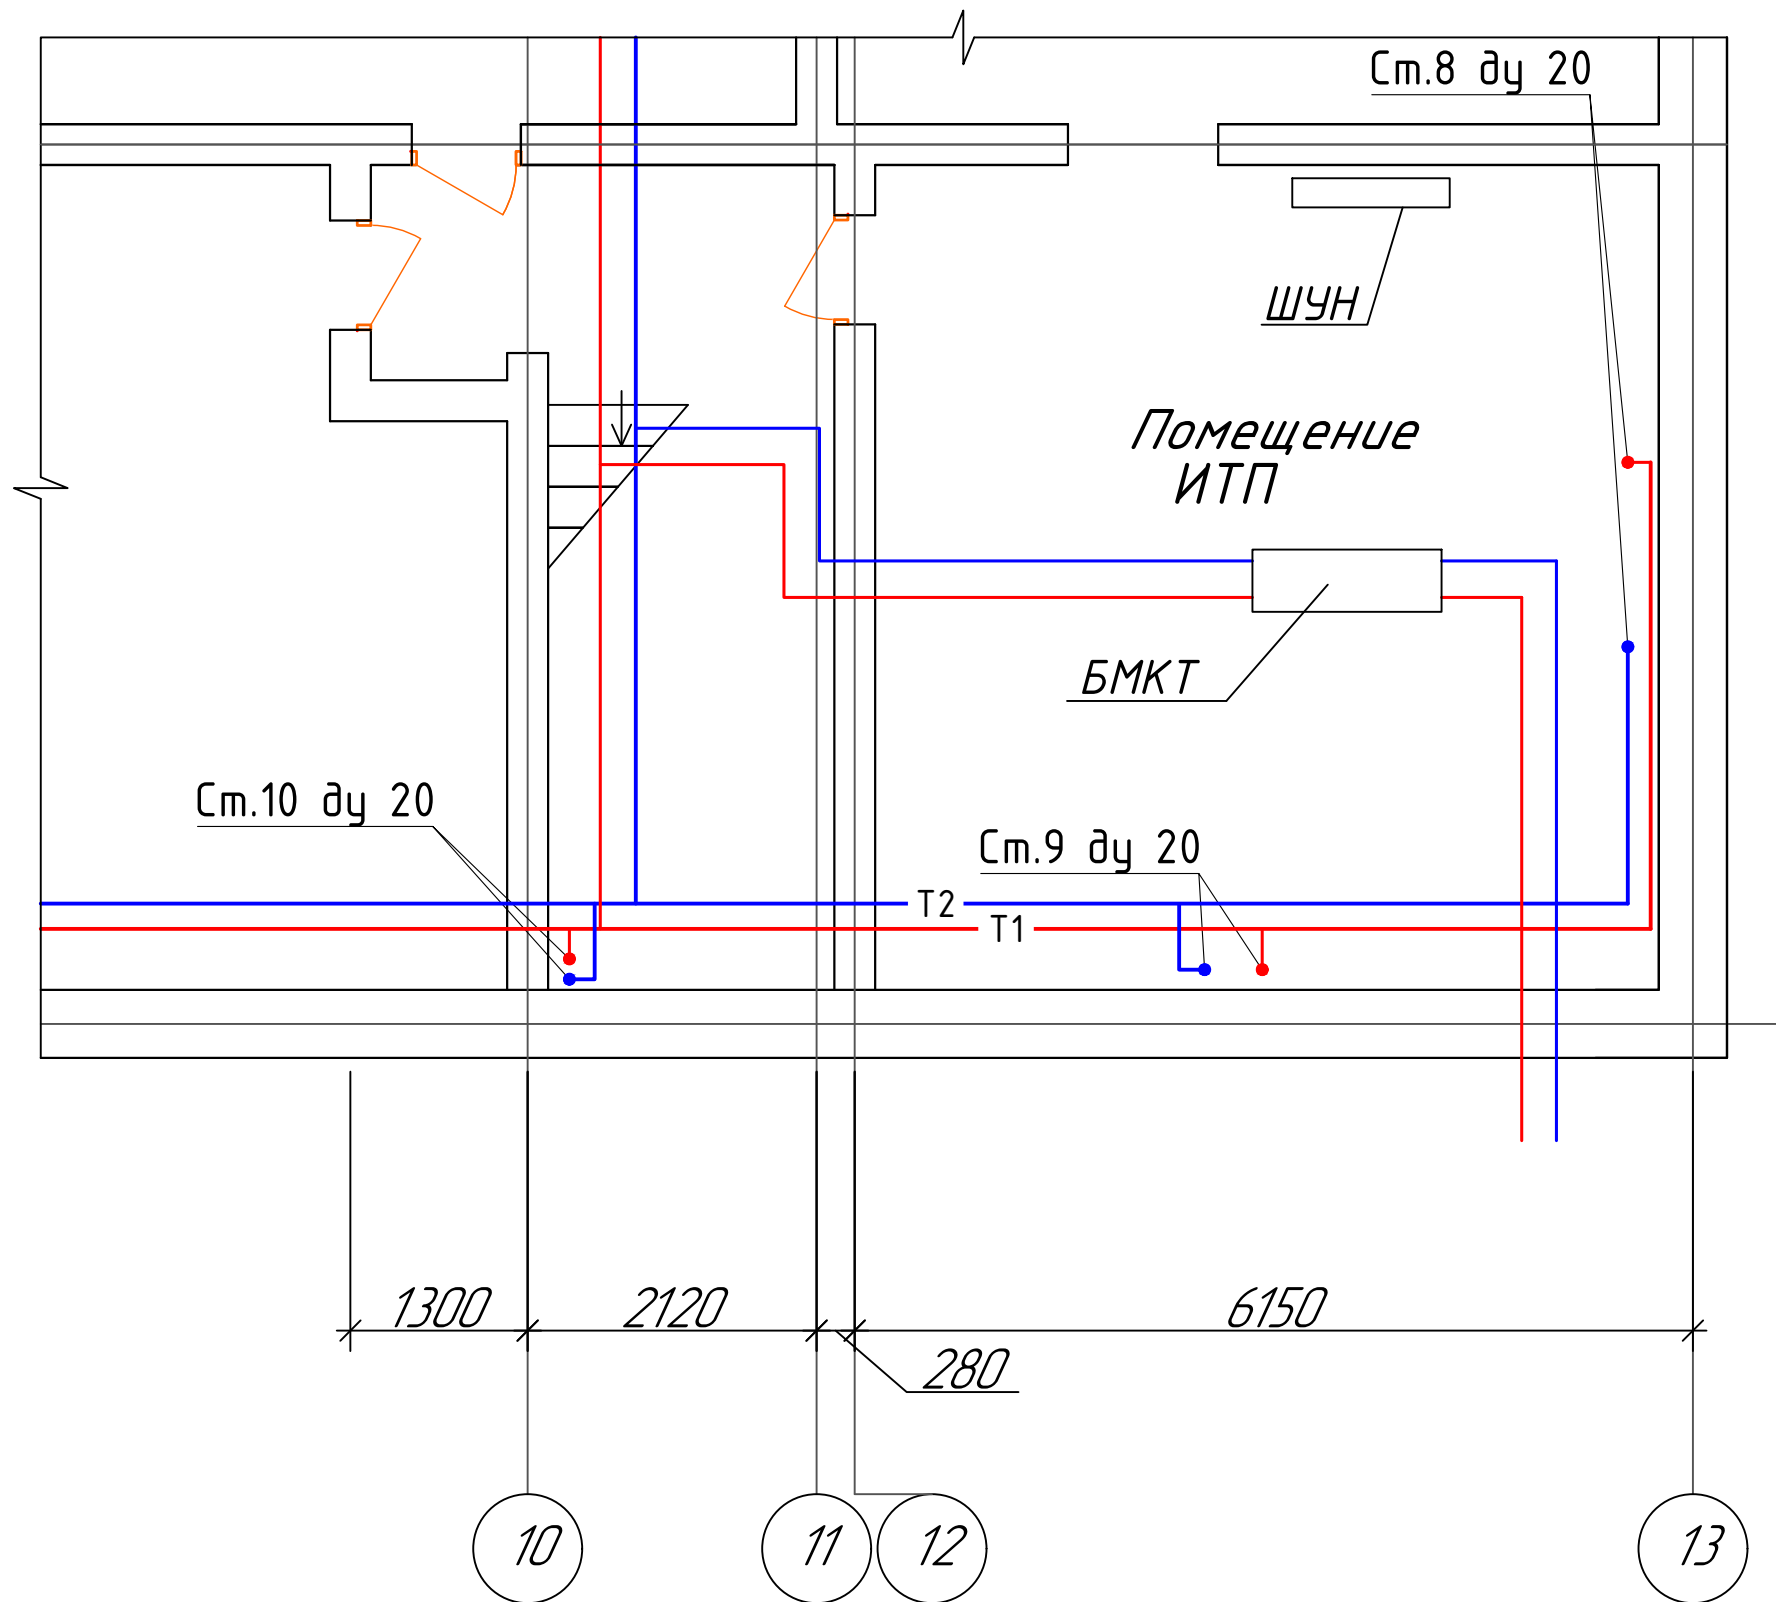 Ст.8 ду 20
ШУН
Помещение
ИТП
БМКТ
Ст.10 ду 20
Ст.9 ду 20
Т2
Т1
1300
2120
6150
280
10
11
12
13